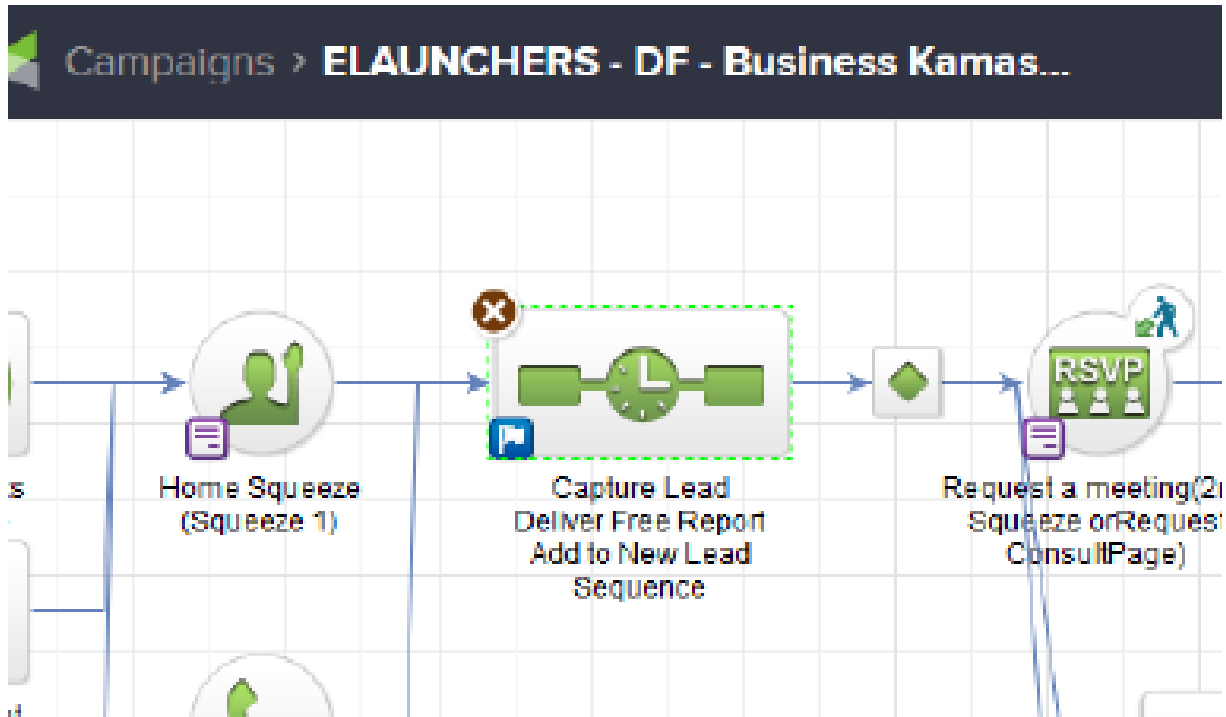 Campaigns > ELAUNCHERS - DF - Business Kamas...
RSVP
s
Home Squeeze
(Squeeze 1)
Capture Lead
Deliver Free Report
Add to New Lead
Sequence
Request a meeting(2
Squeeze orRequest
ConsultPage)